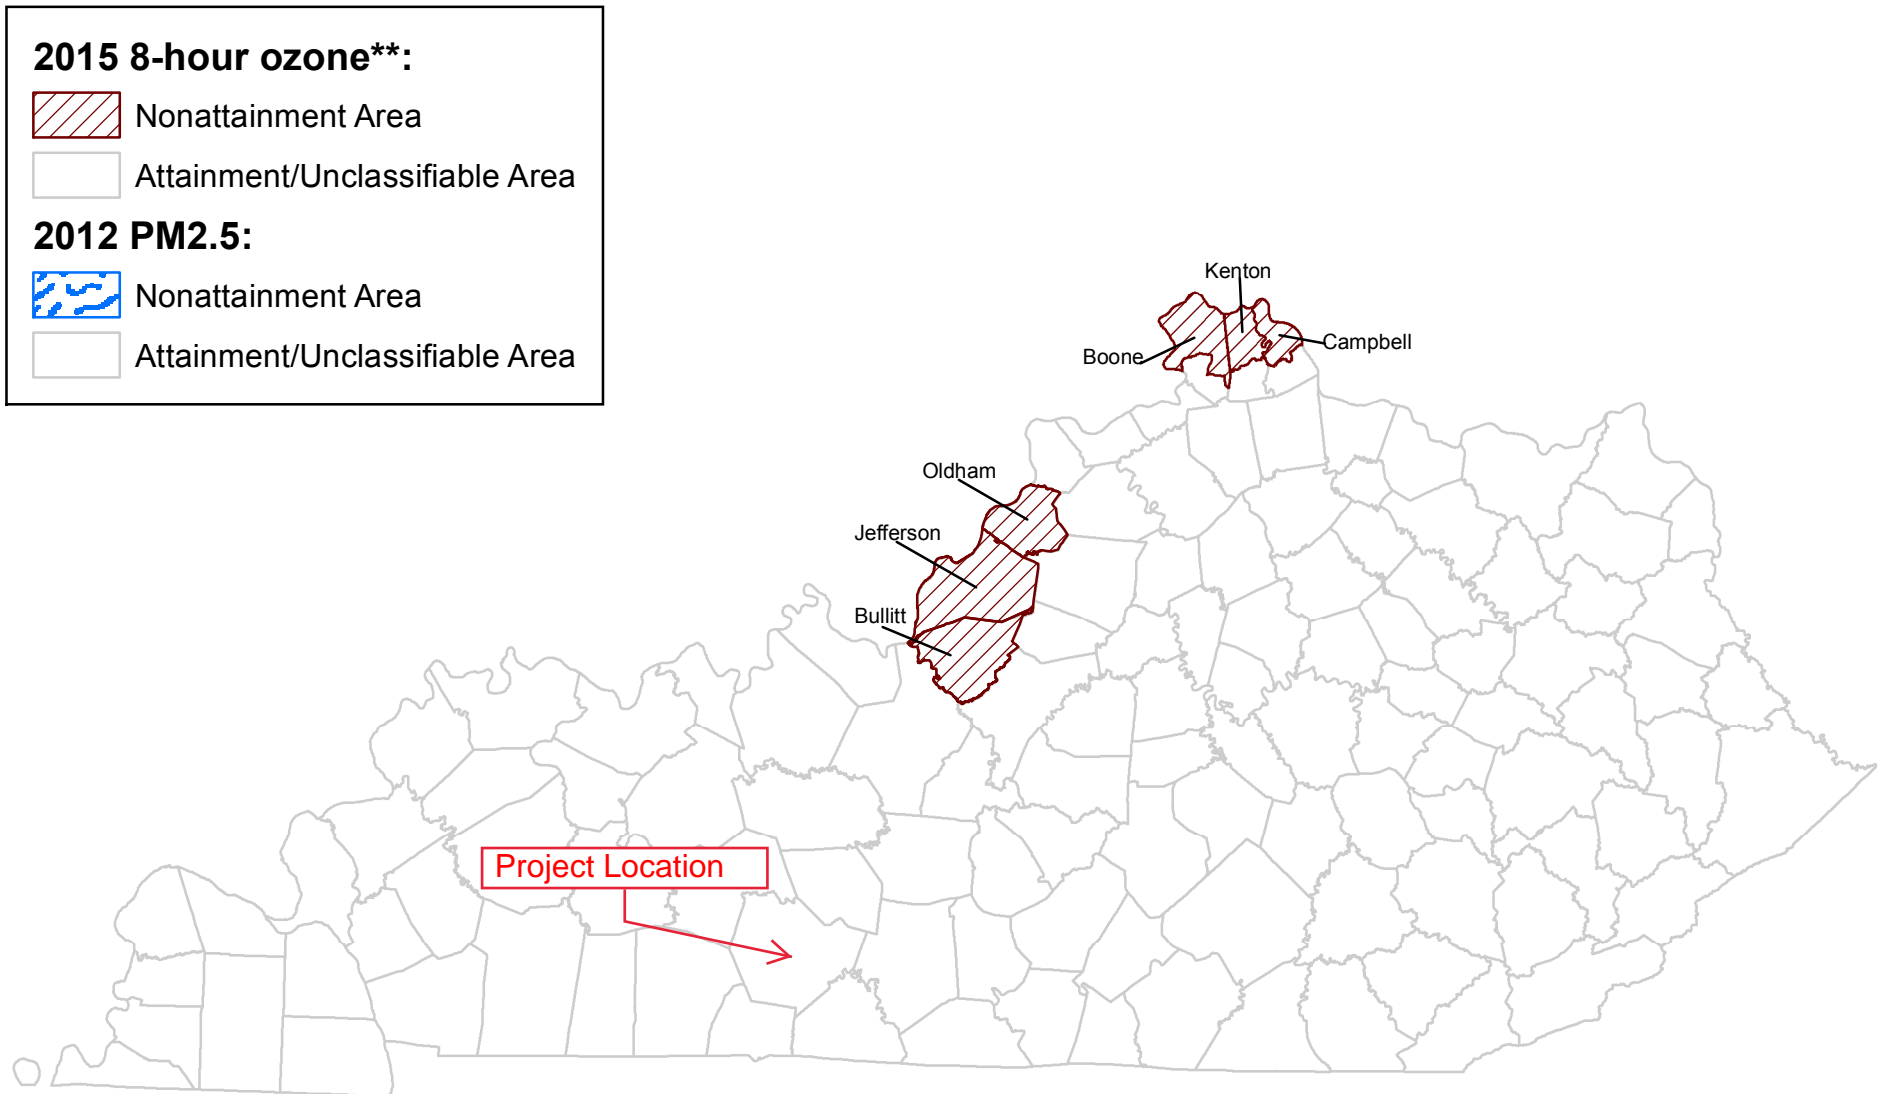 2015 8-hour ozone**:
Nonattainment Area
Attainment/Unclassifiable Area
2012 PM2.5:
Nonattainment Area
Attainment/Unclassifiable Area
Kenton
Campbell
Boone
Oldham
Jefferson
Bullitt
Project Location